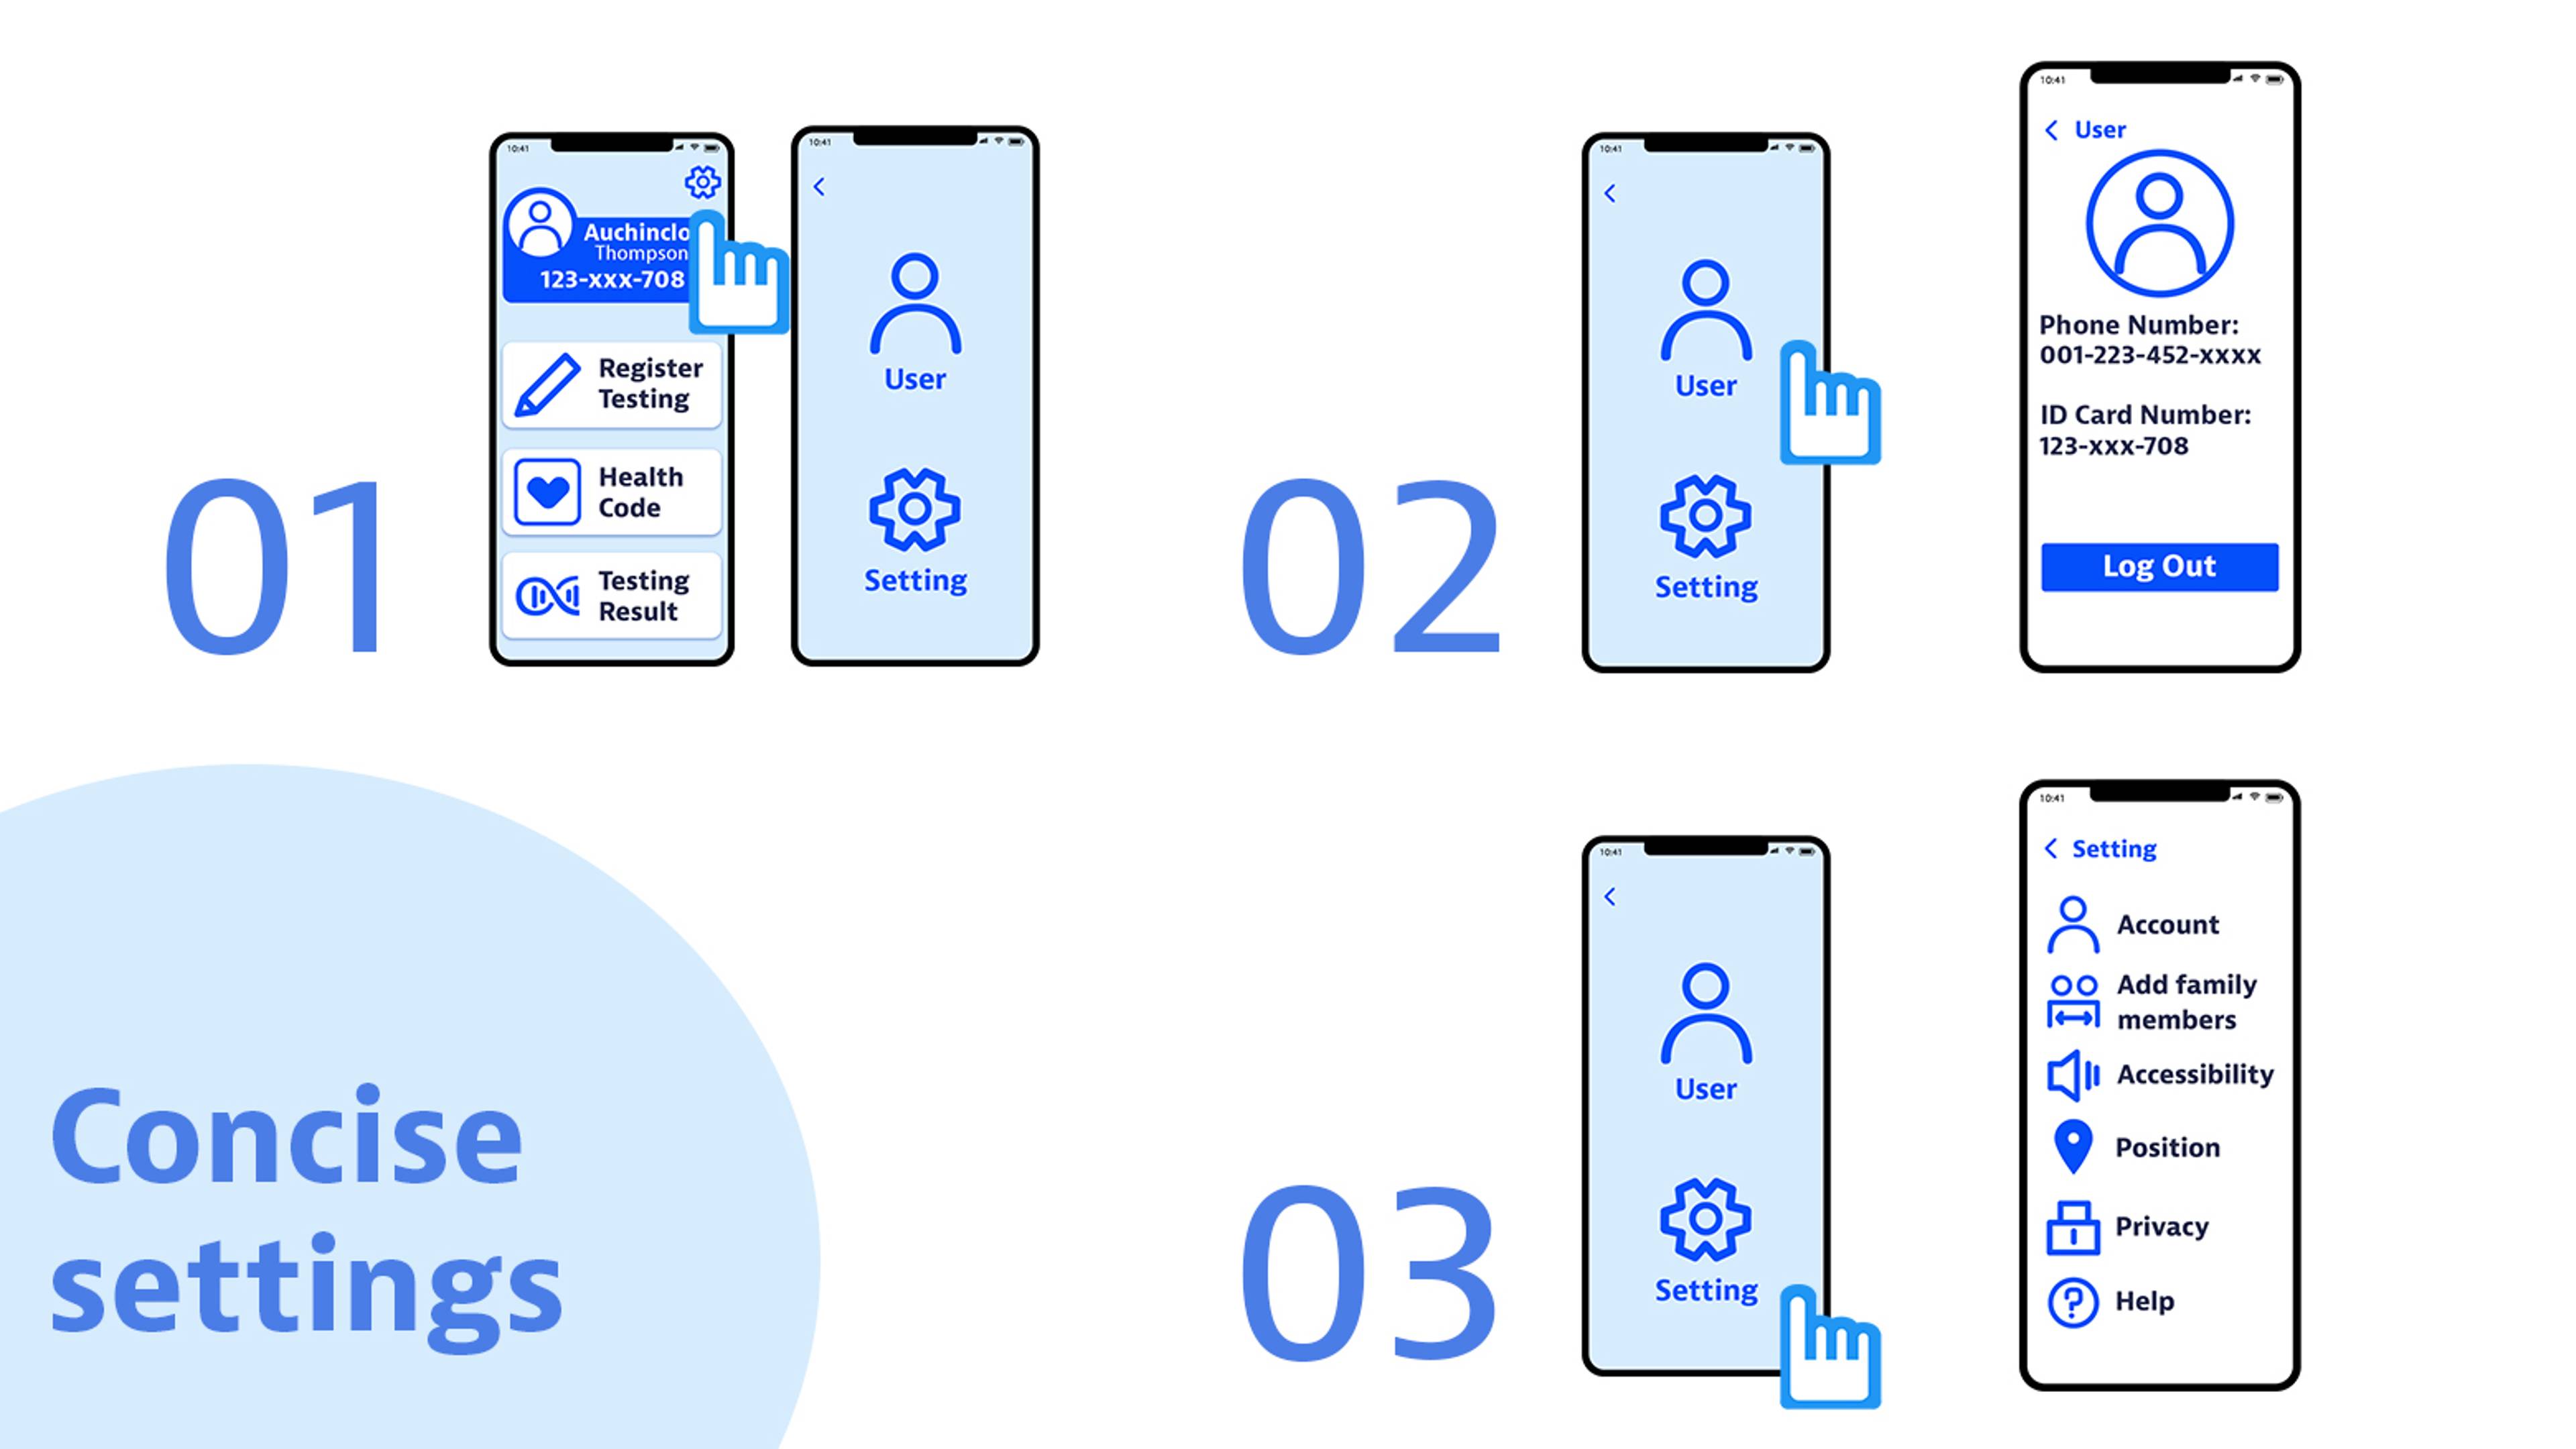 01
10:41
Auchinclo
Thompson
123-xxx-708
Register
Testing
Health
Code
Testing
Result
10:41
User
Setting
02
10:41
User
Setting
10:41
User
Phone Number:
001-223-452-xxxx
ID Card Number:
123-xxx-708
Log Out
Concise
settings
03
10:41
User
Setting
10:41
Setting
Account
Add family
members
Accessibility
Position
Privacy
Help